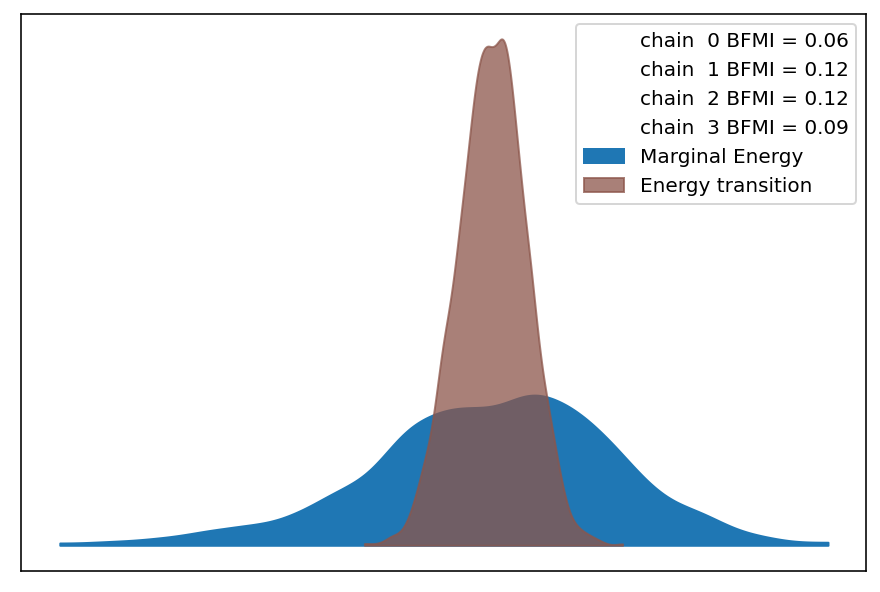 chain  0 BFMI = 0.06
chain  1 BFMI = 0.12
chain  2 BFMI = 0.12
chain  3 BFMI = 0.09
Marginal Energy
Energy transition